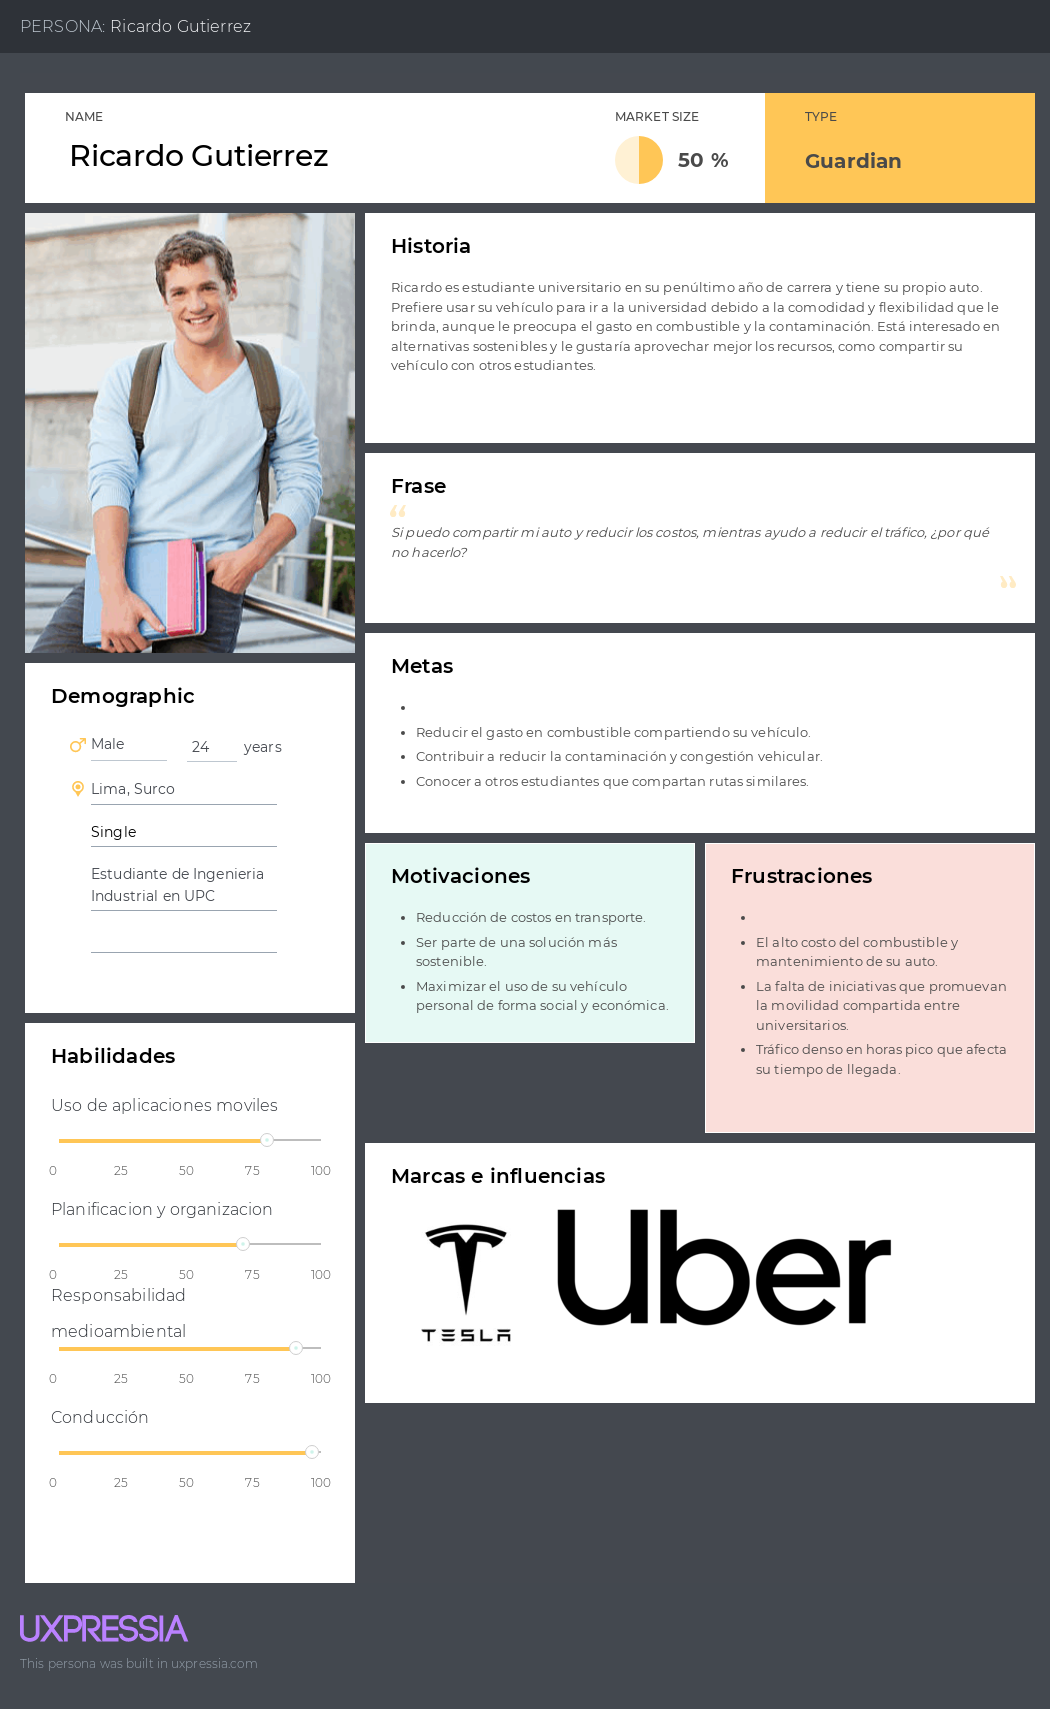 PERSONA: Ricardo Gutierrez
NAME
Ricardo Gutierrez
MARKET SIZE
50 %
TYPE
Guardian
Historia
Ricardo es estudiante universitario en su penúltimo año de carrera y tiene su propio auto.
Prefiere usar su vehículo para ir a la universidad debido a la comodidad y flexibilidad que le
brinda, aunque le preocupa el gasto en combustible y la contaminación. Está interesado en
alternativas sostenibles y le gustaría aprovechar mejor los recursos, como compartir su
vehículo con otros estudiantes.
Frase
“
Si puedo compartir mi auto y reducir los costos, mientras ayudo a reducir el tráfico, ¿por qué
no hacerlo?
”
Metas
•
• Reducir el gasto en combustible compartiendo su vehículo.
• Contribuir a reducir la contaminación y congestión vehicular.
• Conocer a otros estudiantes que compartan rutas similares.
Demographic
Male 24 years
Lima, Surco
Single
Estudiante de Ingenieria
Industrial en UPC
Motivaciones
• Reducción de costos en transporte.
• Ser parte de una solución más
sostenible.
• Maximizar el uso de su vehículo
personal de forma social y económica.
Frustraciones
•
• El alto costo del combustible y
mantenimiento de su auto.
• La falta de iniciativas que promuevan
la movilidad compartida entre
universitarios.
• Tráfico denso en horas pico que afecta
su tiempo de llegada.
Habilidades
Uso de aplicaciones moviles
0 25 50 75 100
Planificacion y organizacion
0 25 50 75 100
Responsabilidad
medioambiental
0 25 50 75 100
Conducción
0 25 50 75 100
Marcas e influencias
TESLA
Uber
UXPRESSIA
This persona was built in uxpressia.com